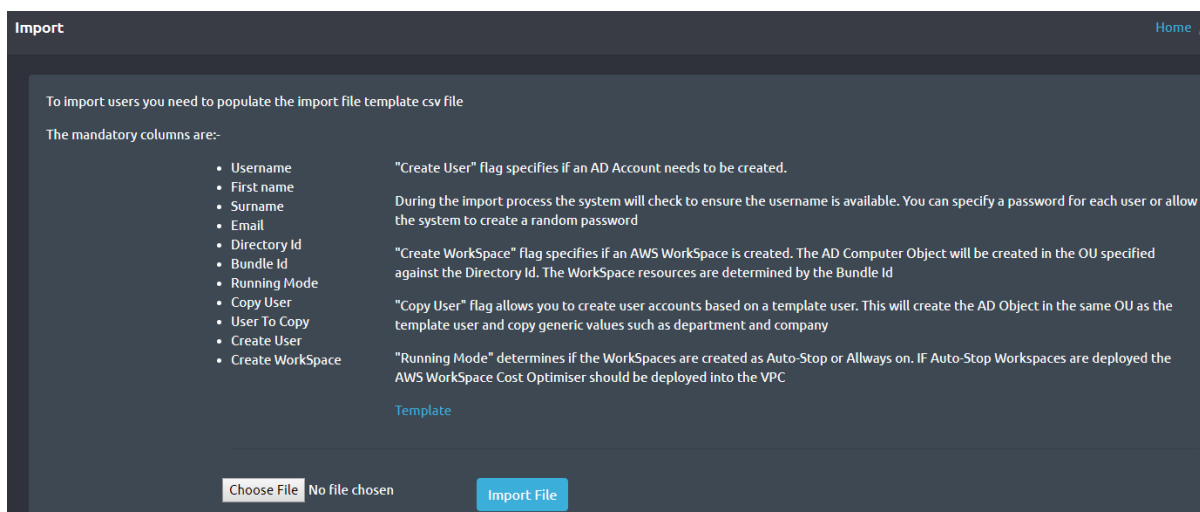 Import
Home
To import users you need to populate the import file template csv file
The mandatory columns are:-
• Username
• First name
• Surname
• Email
• Directory Id
• Bundle Id
• Running Mode
• Copy User
• User To Copy
• Create User
• Create WorkSpace
"Create User" flag specifies if an AD Account needs to be created.
During the import process the system will check to ensure the username is available. You can specify a password for each user or allow
the system to create a random password
"Create WorkSpace" flag specifies if an AWS WorkSpace is created. The AD Computer Object will be created in the OU specified
against the Directory Id. The WorkSpace resources are determined by the Bundle Id
"Copy User" flag allows you to create user accounts based on a template user. This will create the AD Object in the same OU as the
template user and copy generic values such as department and company
"Running Mode" determines if the WorkSpaces are created as Auto-Stop or Allways on. IF Auto-Stop Workspaces are deployed the
AWS WorkSpace Cost Optimiser should be deployed into the VPC
Template
Choose File No file chosen
Import File